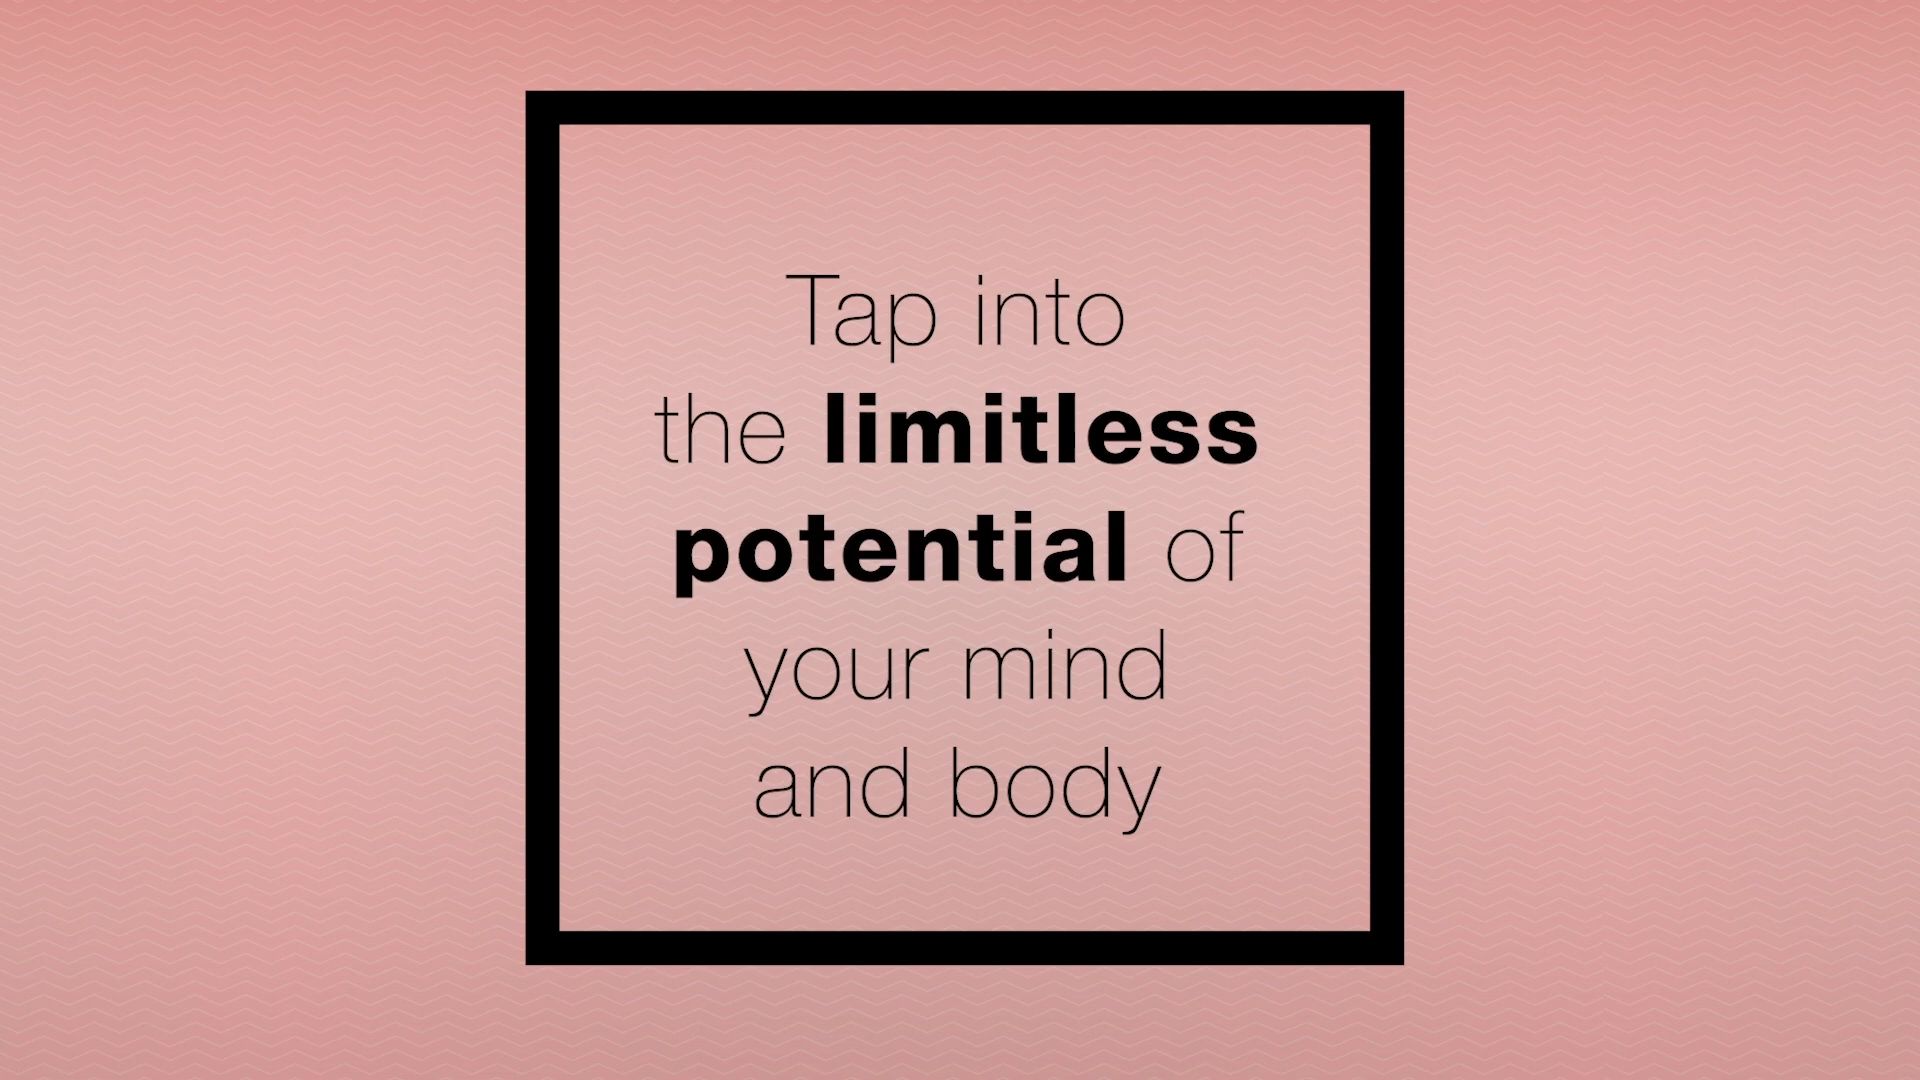 Tap into
the limitless
potential of
your mind
and body